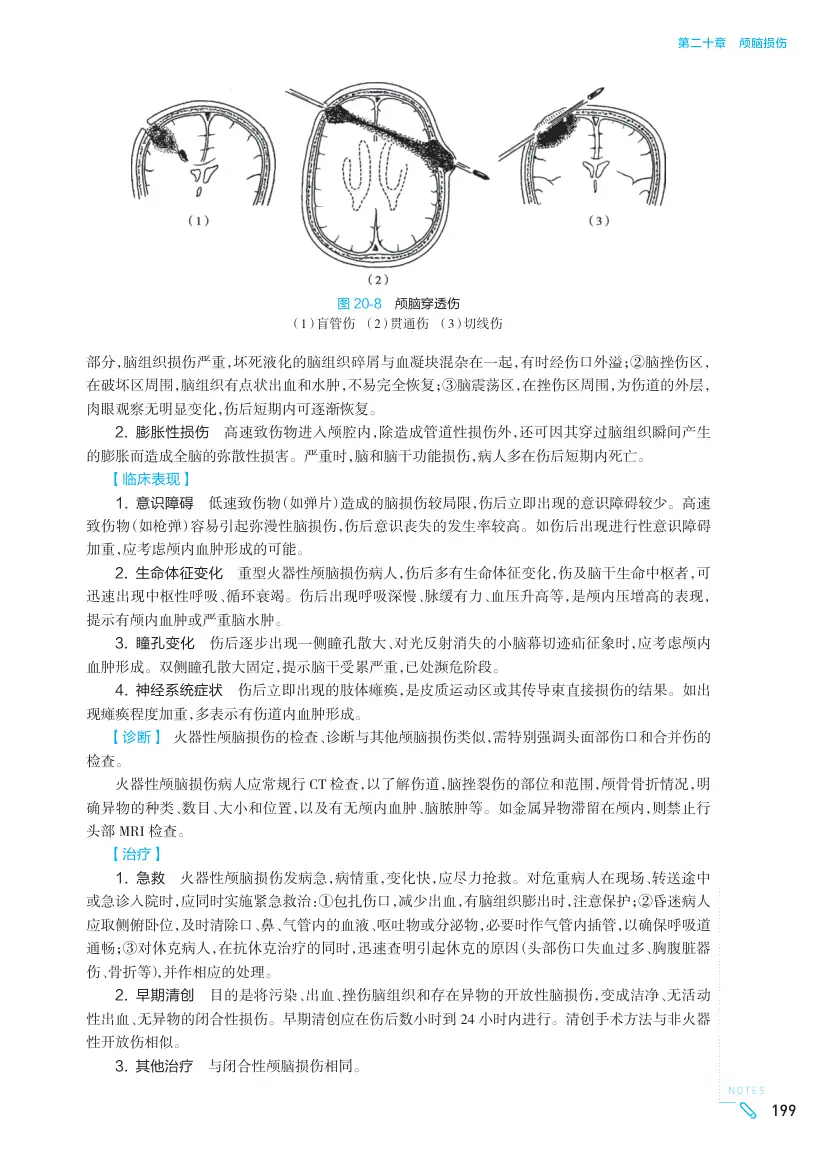 第二十章 颅脑损伤
(1)
(2)
(3)
图 20-8 颅脑穿透伤
(1)盲管伤 (2)贯通伤 (3)切线伤
部分,脑组织损伤严重,坏死液化的脑组织碎屑与血凝块混杂在一起,有时经伤口外溢;②脑挫伤区,
在破坏区周围,脑组织有点状出血和水肿,不易完全恢复;③脑震荡区,在挫伤区周围,为伤道的外层,
肉眼观察无明显变化,伤后短期内可逐渐恢复。
2. 膨胀性损伤 高速致伤物进入颅腔内,除造成管道性损伤外,还可因其穿过脑组织瞬间产生
的膨胀而造成全脑的弥散性损害。严重时,脑和脑干功能损伤,病人多在伤后短期内死亡。
【临床表现】
1. 意识障碍 低速致伤物(如弹片)造成的脑损伤较局限,伤后立即出现的意识障碍较少。高速
致伤物(如枪弹)容易引起弥漫性脑损伤,伤后意识丧失的发生率较高。如伤后出现进行性意识障碍
加重,应考虑颅内血肿形成的可能。
2. 生命体征变化 重型火器性颅脑损伤病人,伤后多有生命体征变化,伤及脑干生命中枢者,可
迅速出现中枢性呼吸、循环衰竭。伤后出现呼吸深慢、脉缓有力、血压升高等,是颅内压增高的表现,
提示有颅内血肿或严重脑水肿。
3. 瞳孔变化 伤后逐步出现一侧瞳孔散大、对光反射消失的小脑幕切迹疝征象时,应考虑颅内
血肿形成。双侧瞳孔散大固定,提示脑干受累严重,已处濒危阶段。
4. 神经系统症状 伤后立即出现的肢体瘫痪,是皮质运动区或其传导束直接损伤的结果。如出
现瘫痪程度加重,多表示有伤道内血肿形成。
【诊断】 火器性颅脑损伤的检查、诊断与其他颅脑损伤类似,需特别强调头面部伤口和合并伤的
检查。
火器性颅脑损伤病人应常规行 CT 检查,以了解伤道,脑挫裂伤的部位和范围,颅骨骨折情况,明
确异物的种类、数目、大小和位置,以及有无颅内血肿、脑脓肿等。如金属异物滞留在颅内,则禁止行
头部 MRI 检查。
【治疗】
1. 急救 火器性颅脑损伤发病急,病情重,变化快,应尽力抢救。对危重病人在现场、转送途中
或急诊入院时,应同时实施紧急救治:①包扎伤口,减少出血,有脑组织膨出时,注意保护;②昏迷病人
应取侧俯卧位,及时清除口、鼻、气管内的血液、呕吐物或分泌物,必要时作气管内插管,以确保呼吸道
通畅;③对休克病人,在抗休克治疗的同时,迅速查明引起休克的原因(头部伤口失血过多、胸腹脏器
伤、骨折等),并作相应的处理。
2. 早期清创 目的是将污染、出血、挫伤脑组织和存在异物的开放性脑损伤,变成洁净、无活动
性出血、无异物的闭合性损伤。早期清创应在伤后数小时到 24 小时内进行。清创手术方法与非火器
性开放伤相似。
3. 其他治疗 与闭合性颅脑损伤相同。
NOTES
199